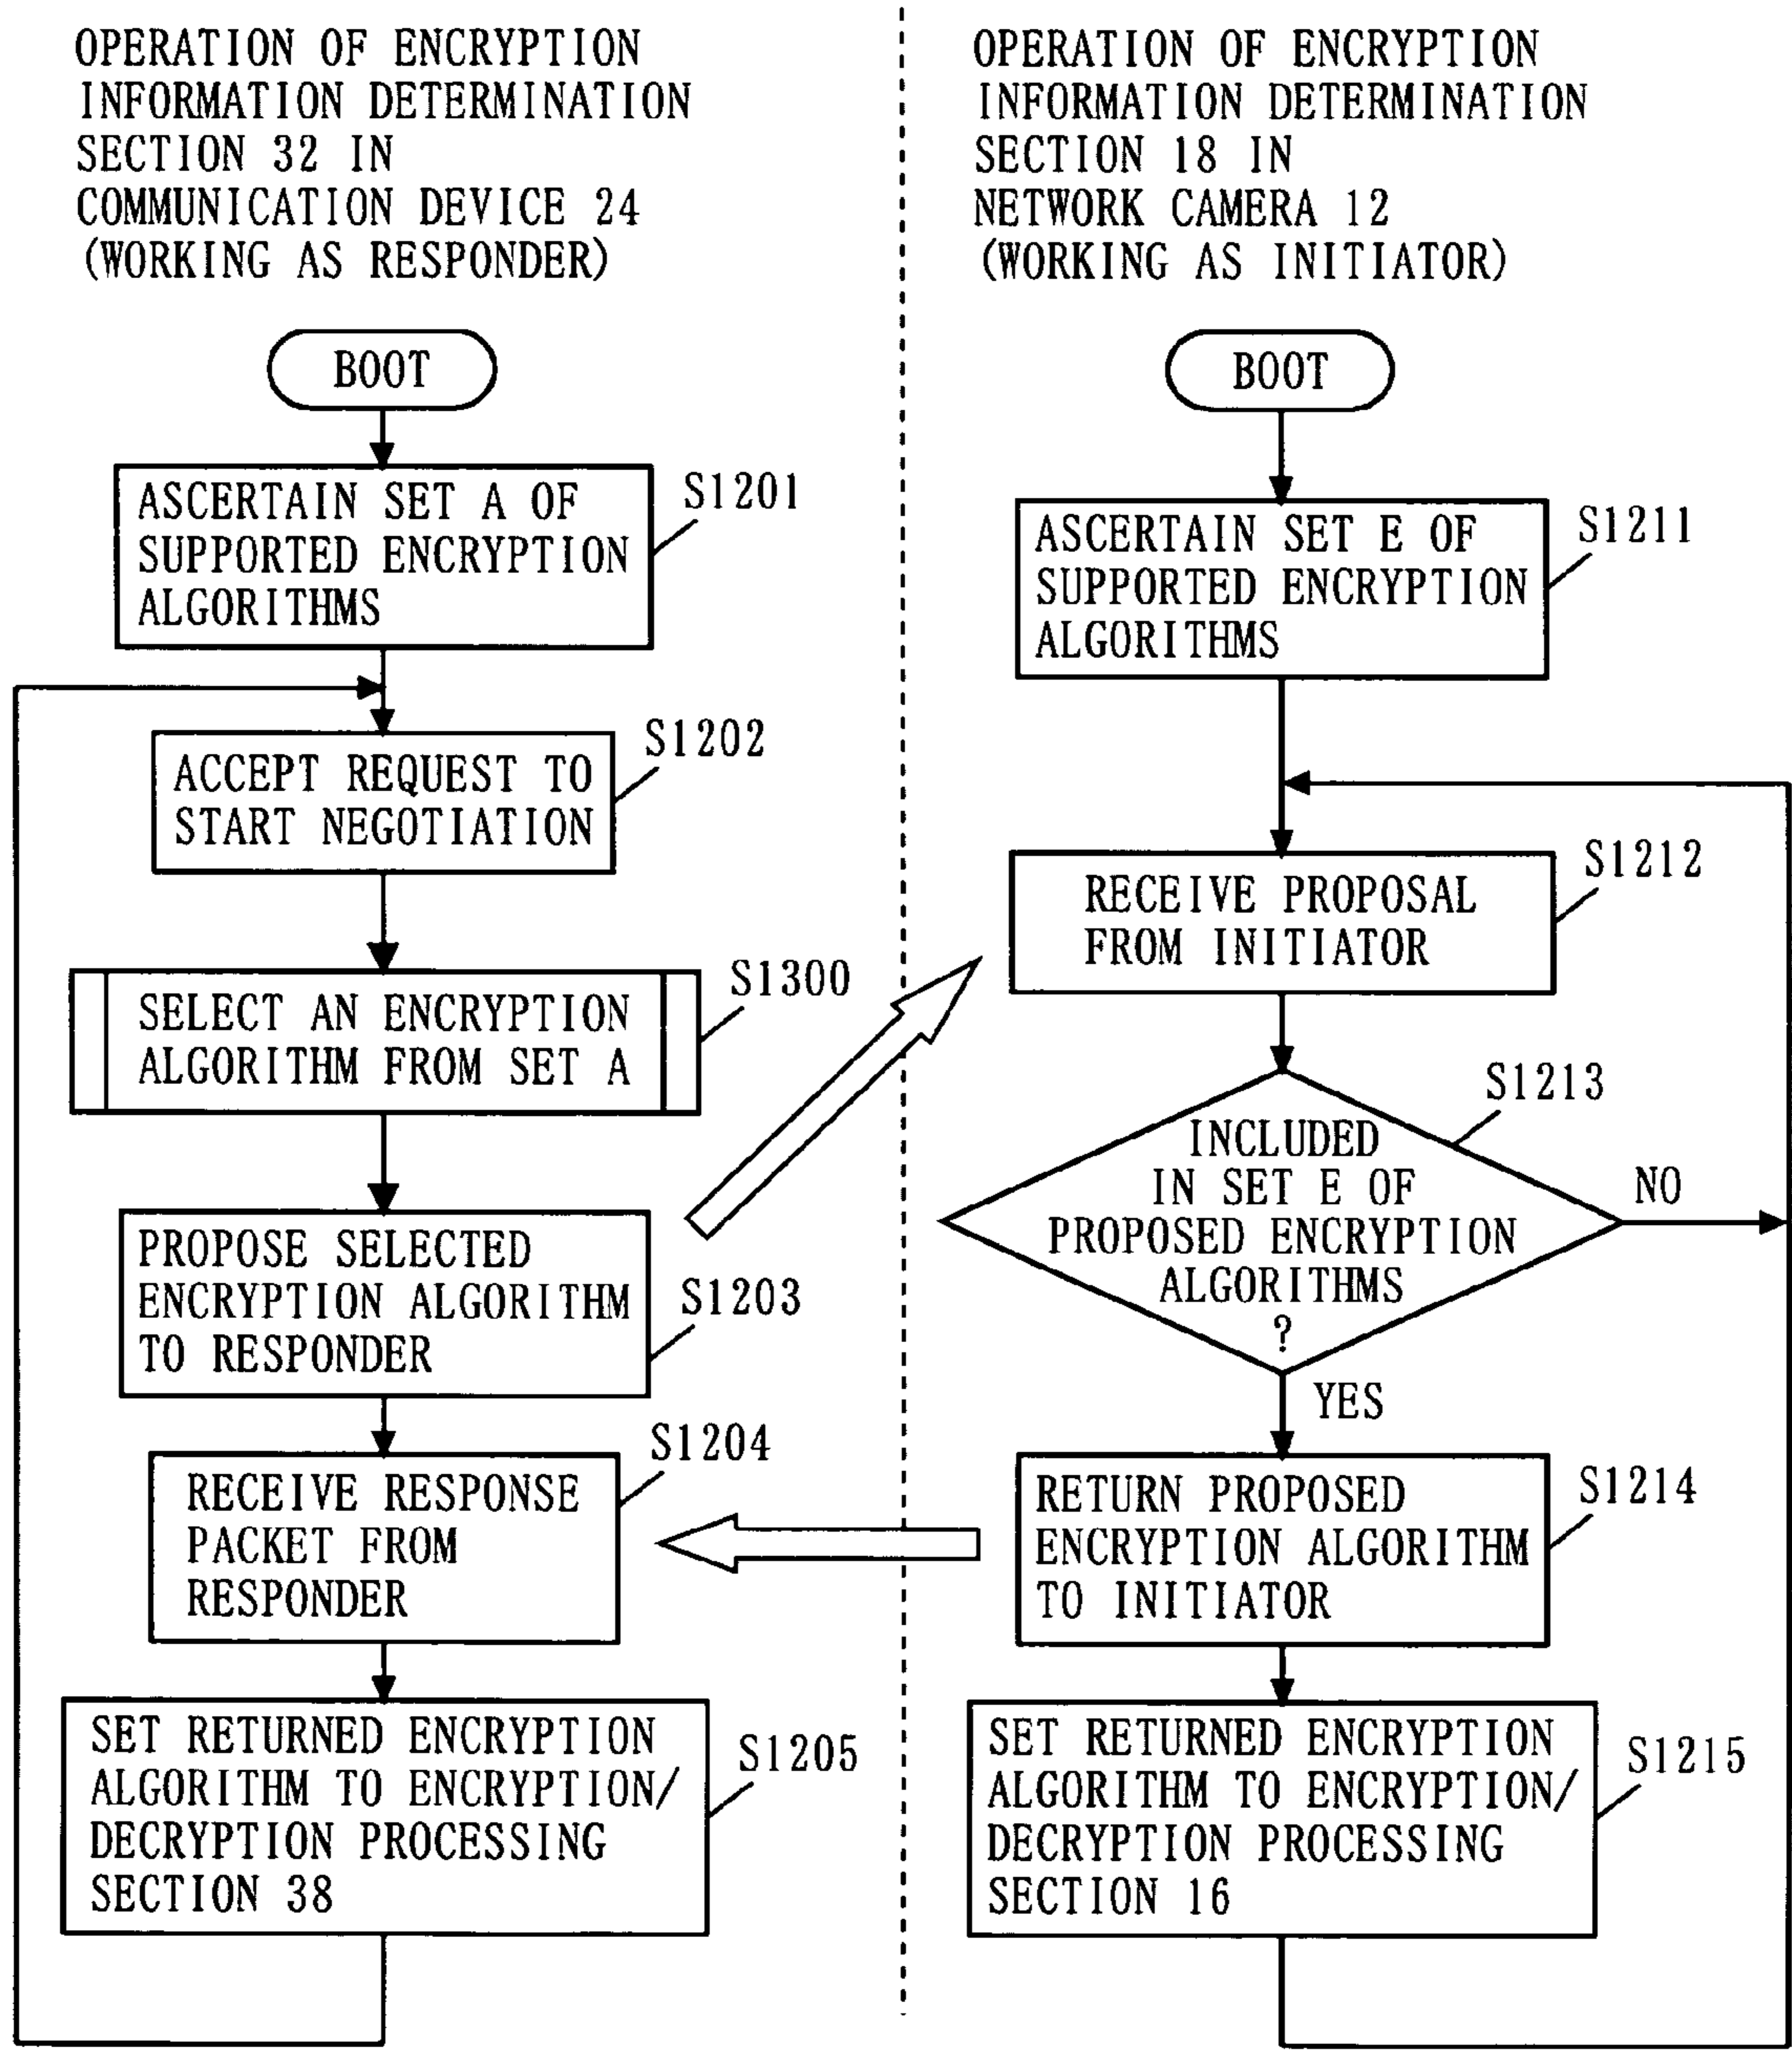 OPERATION OF ENCRYPTION
INFORMATION DETERMINATION
SECTION 32 IN
COMMUNICATION DEVICE 24
(WORKING AS RESPONDER)
BOOT
ASCERTAIN SET A OF
SUPPORTED ENCRYPTION
ALGORITHMS
S1201
ACCEPT REQUEST TO
START NEGOTIATION
S1202
SELECT AN ENCRYPTION
ALGORITHM FROM SET A
S1300
PROPOSE SELECTED
ENCRYPTION ALGORITHM
TO RESPONDER
S1203
RECEIVE RESPONSE
PACKET FROM
RESPONDER
S1204
SET RETURNED ENCRYPTION
ALGORITHM TO ENCRYPTION/
DECRYPTION PROCESSING
SECTION 38
S1205
OPERATION OF ENCRYPTION
INFORMATION DETERMINATION
SECTION 18 IN
NETWORK CAMERA 12
(WORKING AS INITIATOR)
BOOT
ASCERTAIN SET E OF
SUPPORTED ENCRYPTION
ALGORITHMS
S1211
RECEIVE PROPOSAL
FROM INITIATOR
S1212
INCLUDED
IN SET E OF
PROPOSED ENCRYPTION
ALGORITHMS
?
S1213
NO
YES
RETURN PROPOSED
ENCRYPTION ALGORITHM
TO INITIATOR
S1214
SET RETURNED ENCRYPTION
ALGORITHM TO ENCRYPTION/
DECRYPTION PROCESSING
SECTION 16
S1215